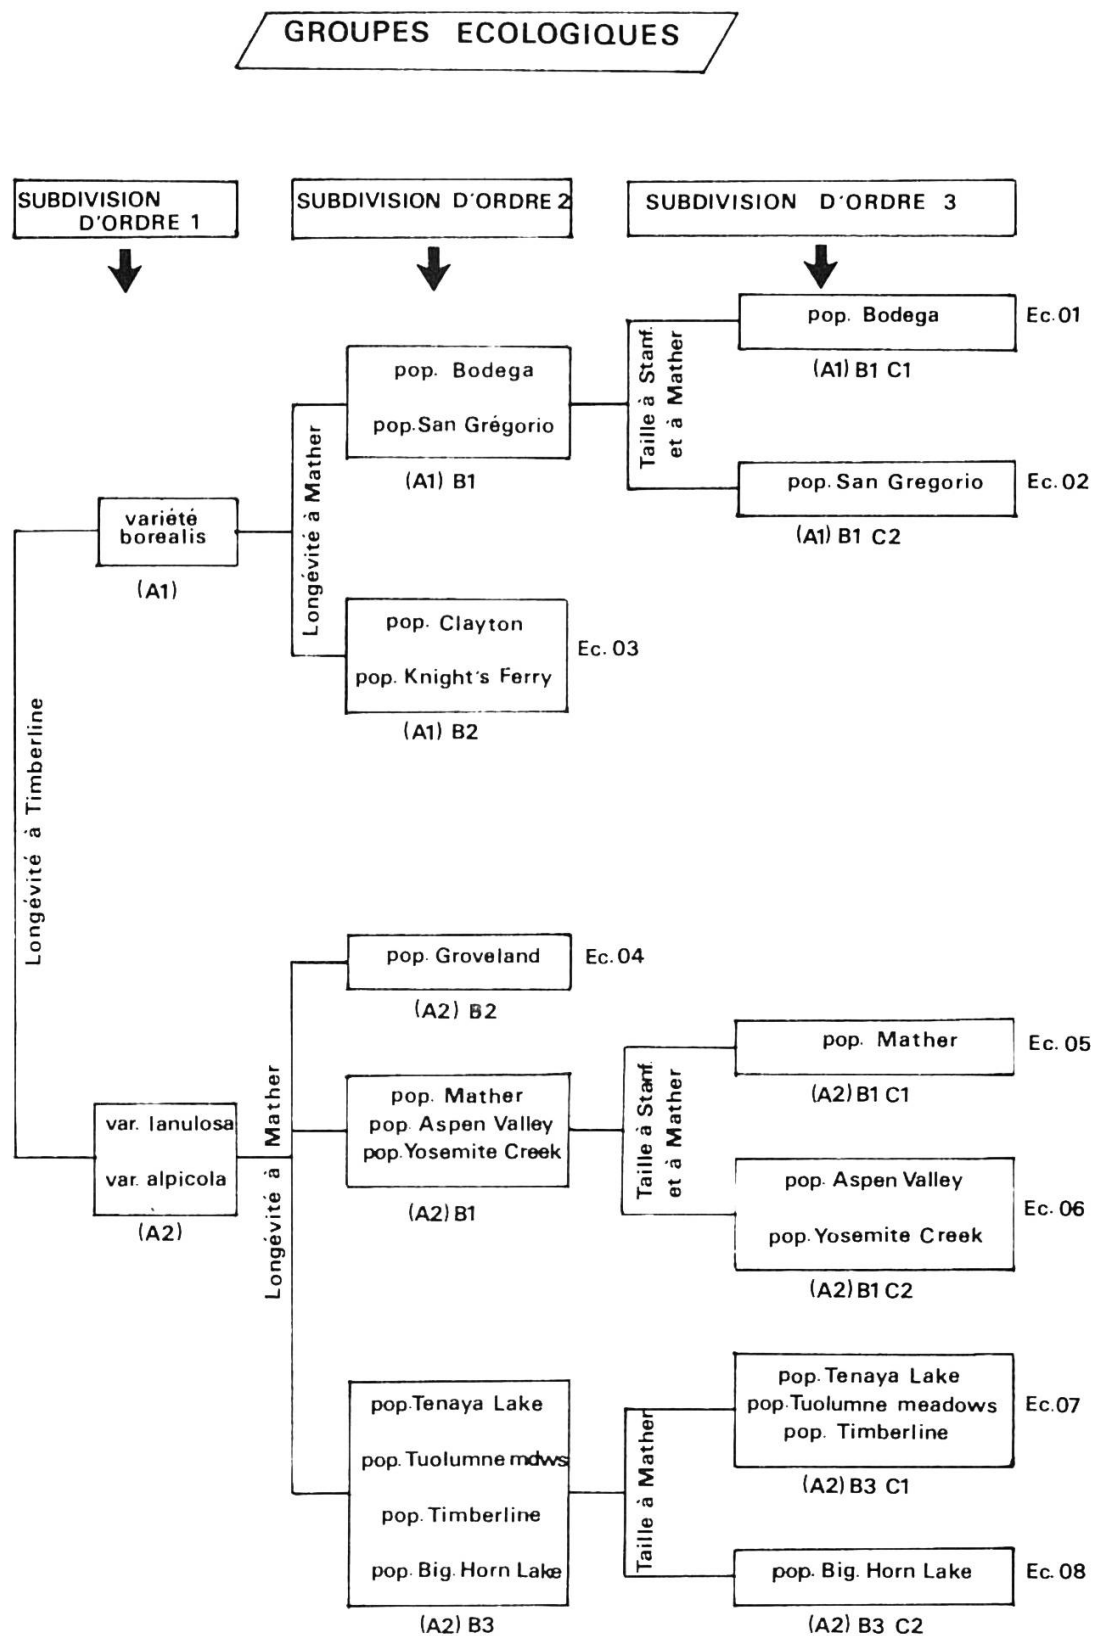 GROUPES ECOLOGIQUES
SUBDIVISION
D'ORDRE 1
SUBDIVISION D'ORDRE 2
SUBDIVISION D'ORDRE 3
Longévité à Timberline
variété
borealis
(A1)
Longévité à Mather
pop. Bodega
pop. San Grégorio
(A1) B1
Taille à Stanf.
et à Mather
pop. Bodega
Ec. 01
(A1) B1 C1
pop. San Gregorio
Ec. 02
(A1) B1 C2
pop. Clayton
pop. Knight's Ferry
Ec. 03
(A1) B2
var. lanulosa
var. alpicola
(A2)
Longévité à Mather
pop. Groveland
Ec. 04
(A2) B2
pop. Mather
pop. Aspen Valley
pop. Yosemite Creek
(A2) B1
Taille à Stanf.
et à Mather
pop. Mather
Ec. 05
(A2) B1 C1
pop. Aspen Valley
pop. Yosemite Creek
Ec. 06
(A2) B1 C2
pop. Tenaya Lake
pop. Tuolumne mdws
pop. Timberline
pop. Big. Horn Lake
(A2) B3
Taille à Mather
pop. Tenaya Lake
pop. Tuolumne meadows
pop. Timberline
Ec. 07
(A2) B3 C1
pop. Big. Horn Lake
Ec. 08
(A2) B3 C2